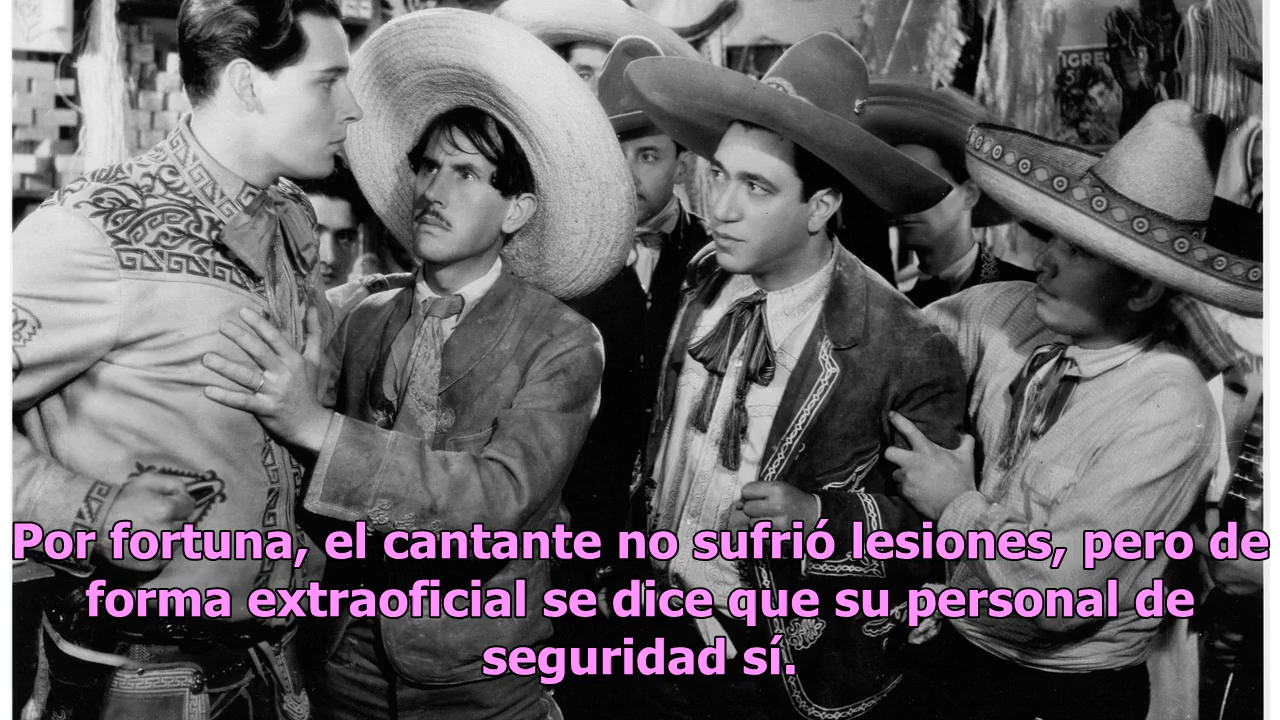 TIGRE
Por fortuna, el cantante no sufrió lesiones, pero de
forma extraoficial se dice que su personal de
seguridad sí.